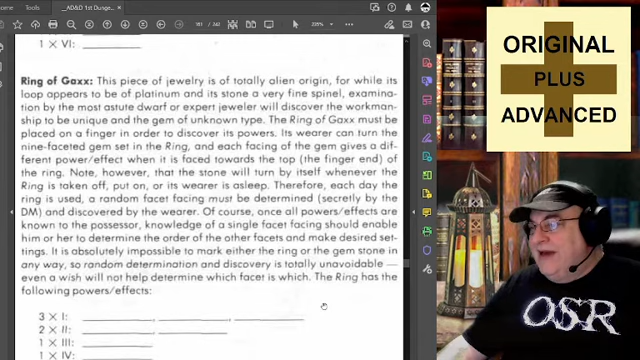 Tools
__AD&D 1st Dunge...
161 / 242
235%
1 X VI:
ORIGINAL
PLUS
ADVANCED
Ring of Gaxx: This piece of jewelry is of totally alien origin, for while its
loop appears to be of platinum and its stone a very fine spinel, examina-
tion by the most astute dwarf or expert jeweler will discover the workman-
ship to be unique and the gem of unknown type. The Ring of Gaxx must be
placed on a finger in order to discover its powers. Its wearer can turn the
nine-faceted gem set in the Ring, and each facing of the gem gives a dif-
ferent power/effect when it is faced towards the top (the finger end) of
the ring. Note, however, that the stone will turn by itself whenever the
Ring is taken off, put on, or its wearer is asleep. Therefore, each day the
ring is used, a random facet facing must be determined (secretly by the
DM) and discovered by the wearer. Of course, once all powers/effects are
known to the possessor, knowledge of a single facet facing should enable
him or her to determine the order of the other facets and make desired set-
tings. It is absolutely impossible to mark either the ring or the gem stone in
any way, so random determination and discovery is totally unavoidable —
even a wish will not help determine which facet is which. The Ring has the
following powers/effects:
3 X I:
2 X II:
1 X III:
1 X IV:
OSR